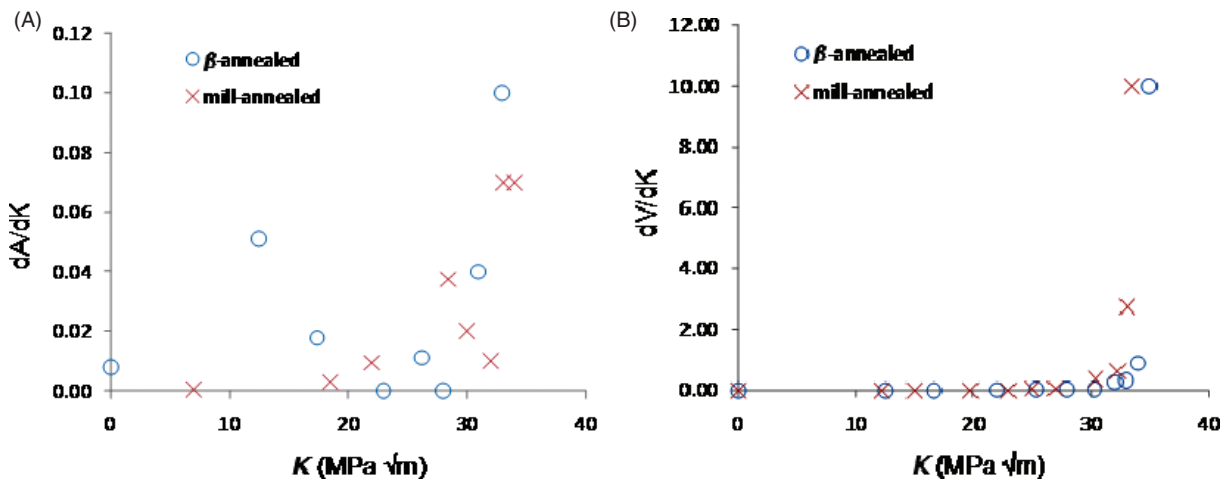 (A)
0.12
0.10
0.08
0.06
0.04
0.02
0.00
dA/dK
β-annealed
mill-annealed
0 10 20 30 40
K (MPa √m)
(B)
12.00
10.00
8.00
6.00
4.00
2.00
0.00
dV/dK
β-annealed
mill-annealed
0 10 20 30 40
K (MPa √m)